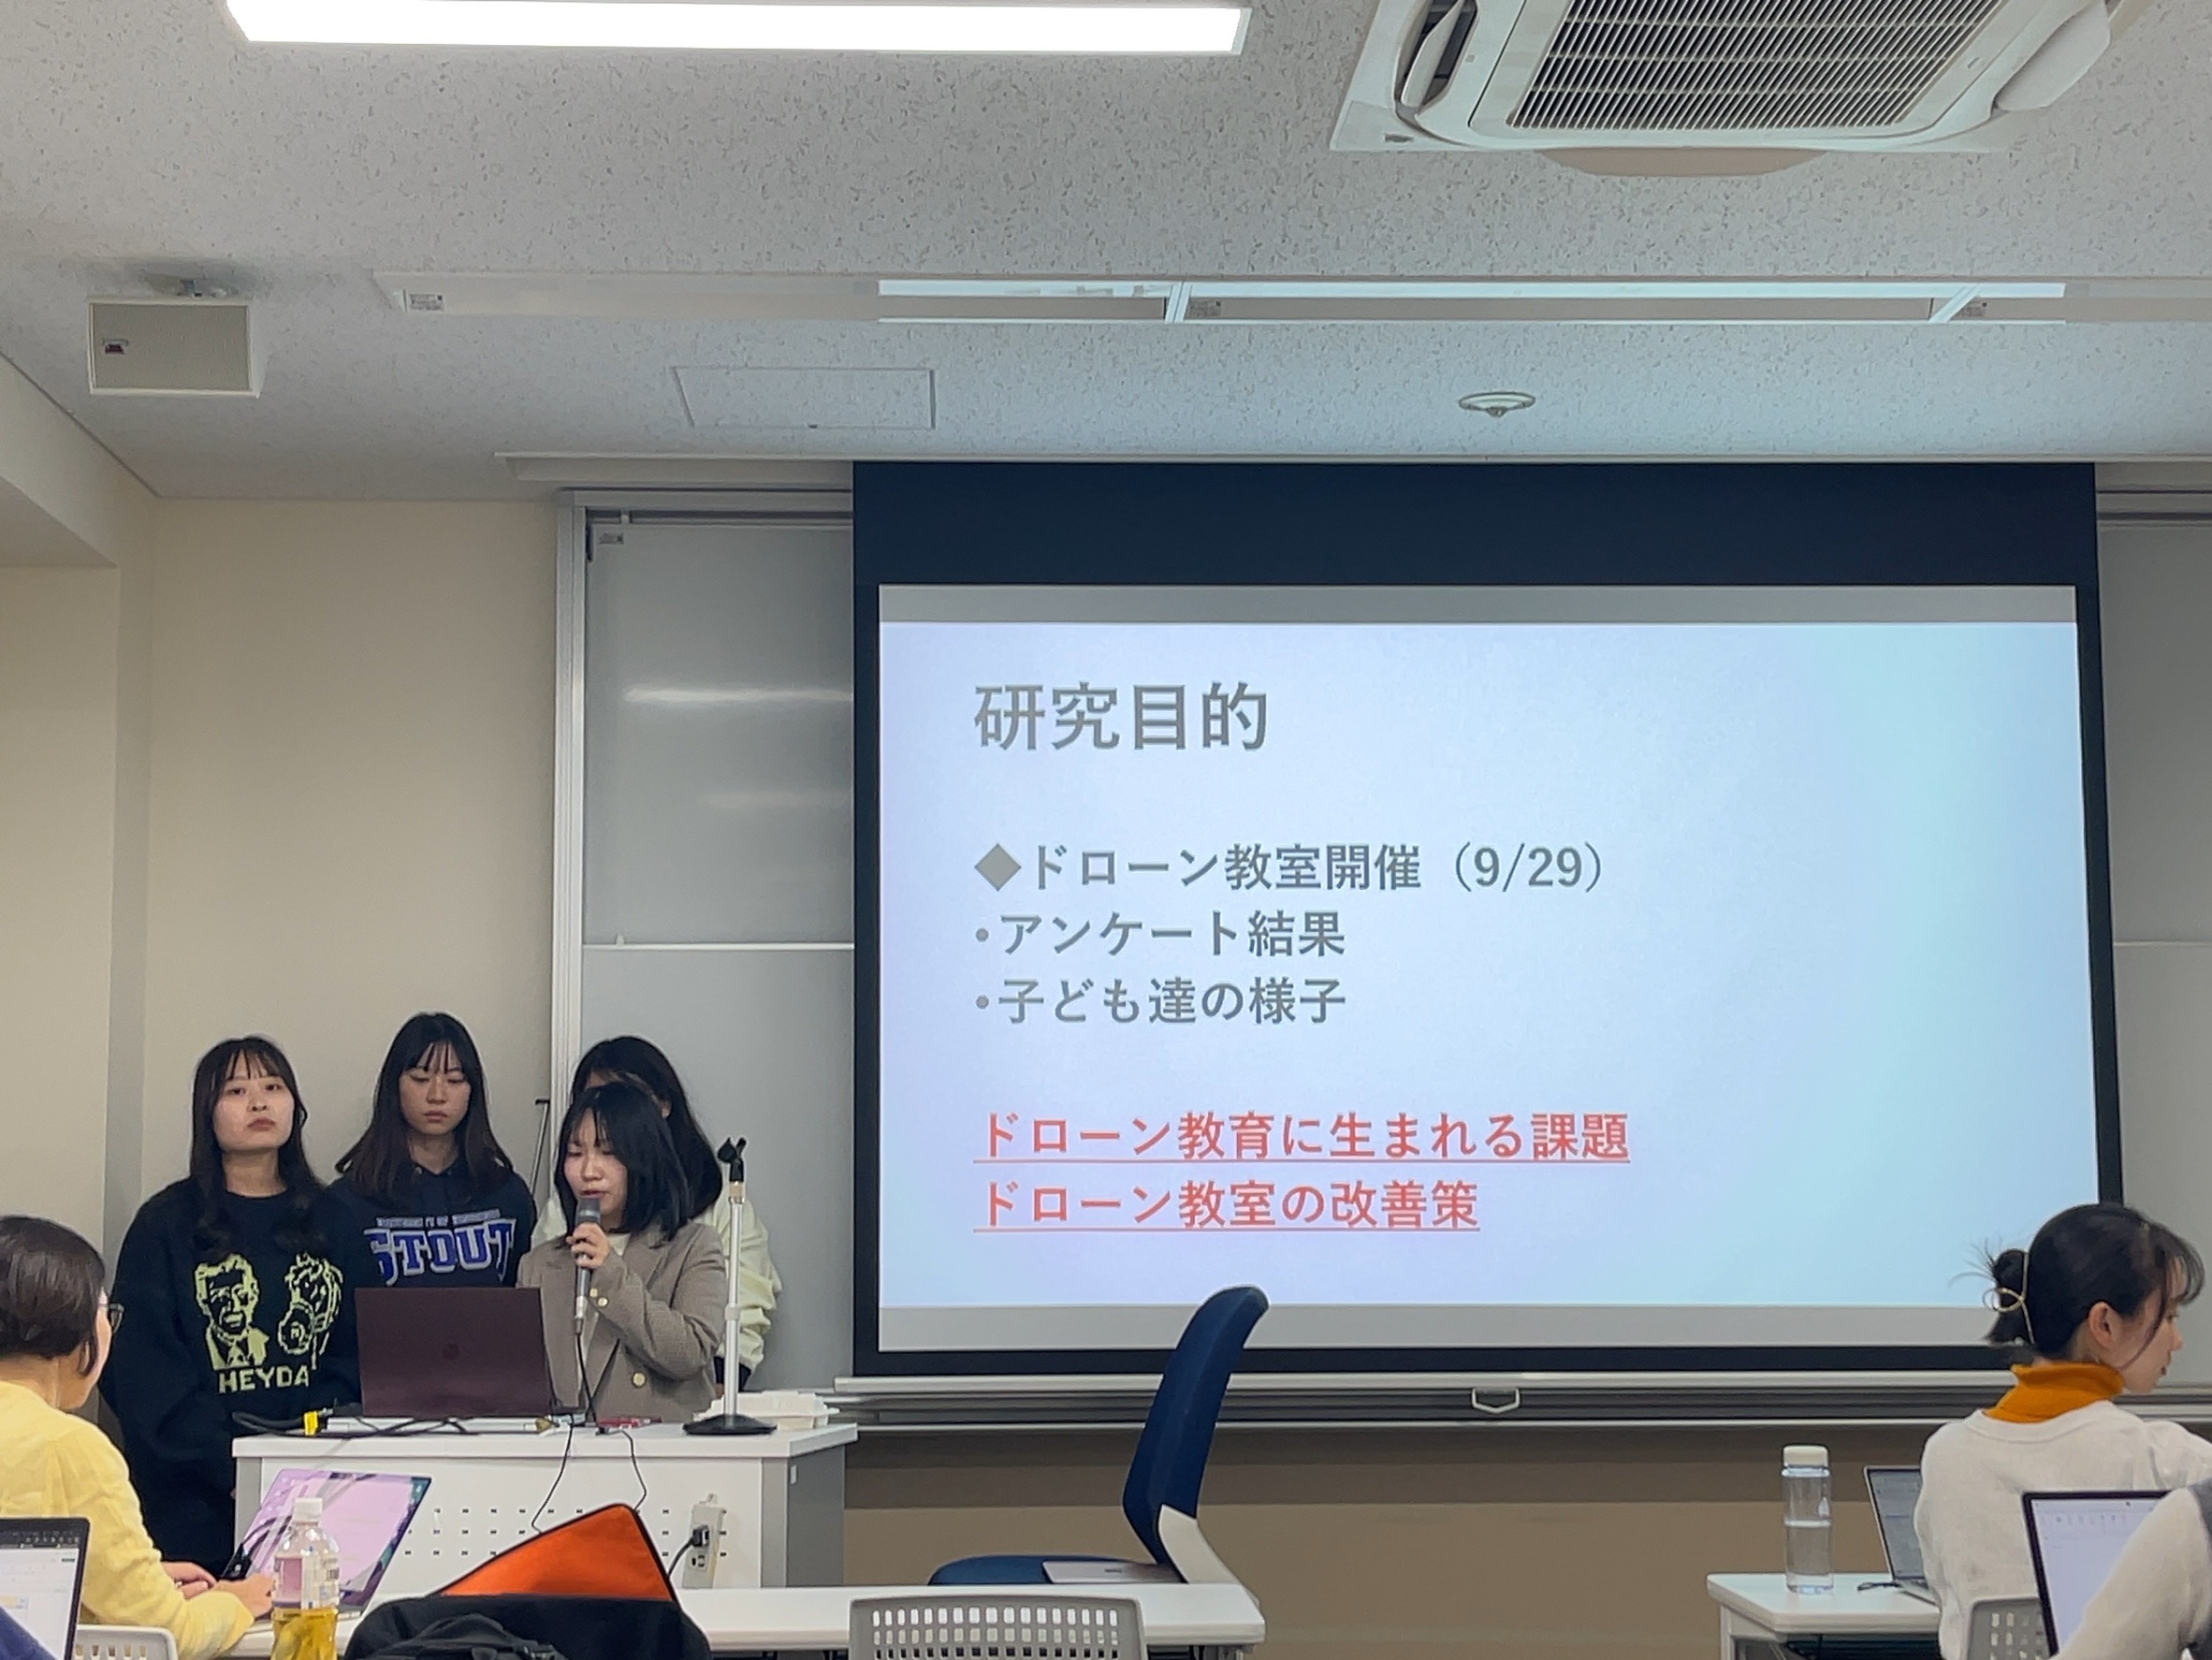 研究目的
◆ドローン教室開催（9/29）
•アンケート結果
•子ども達の様子
ドローン教育に生まれる課題
ドローン教室の改善策
STOUT
HEYDA